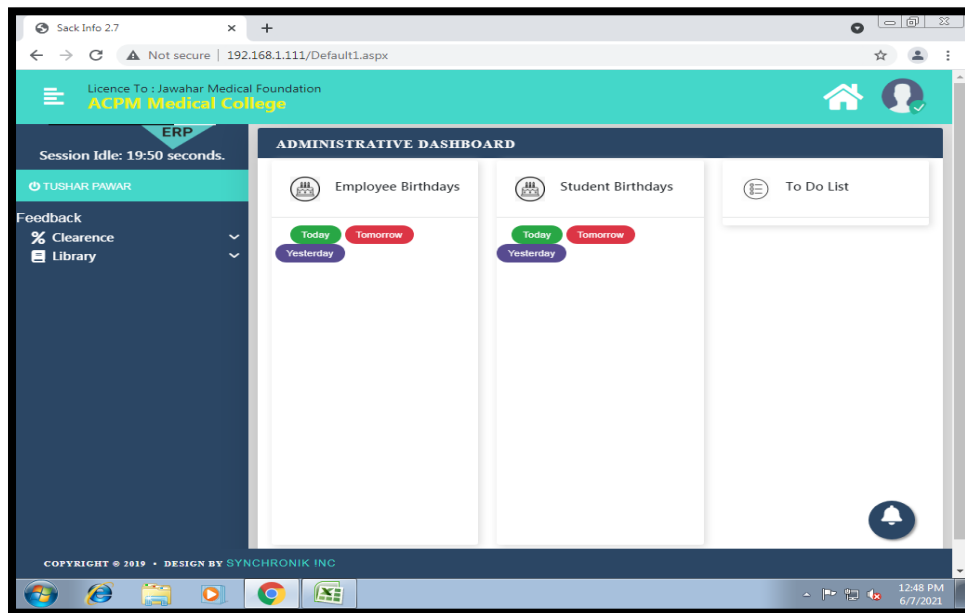 Sack Info 2.7
Not secure | 192.168.1.111/Default1.aspx
Licence To : Jawahar Medical Foundation
ACPM Medical College
ERP
Session Idle: 19:50 seconds.
TUSHAR PAWAR
Feedback
Clearence
Library
ADMINISTRATIVE DASHBOARD
Employee Birthdays
Today Tomorrow
Yesterday
Student Birthdays
Today Tomorrow
Yesterday
To Do List
COPYRIGHT © 2019 • DESIGN BY SYNCHRONIK INC
12:48 PM
6/7/2021